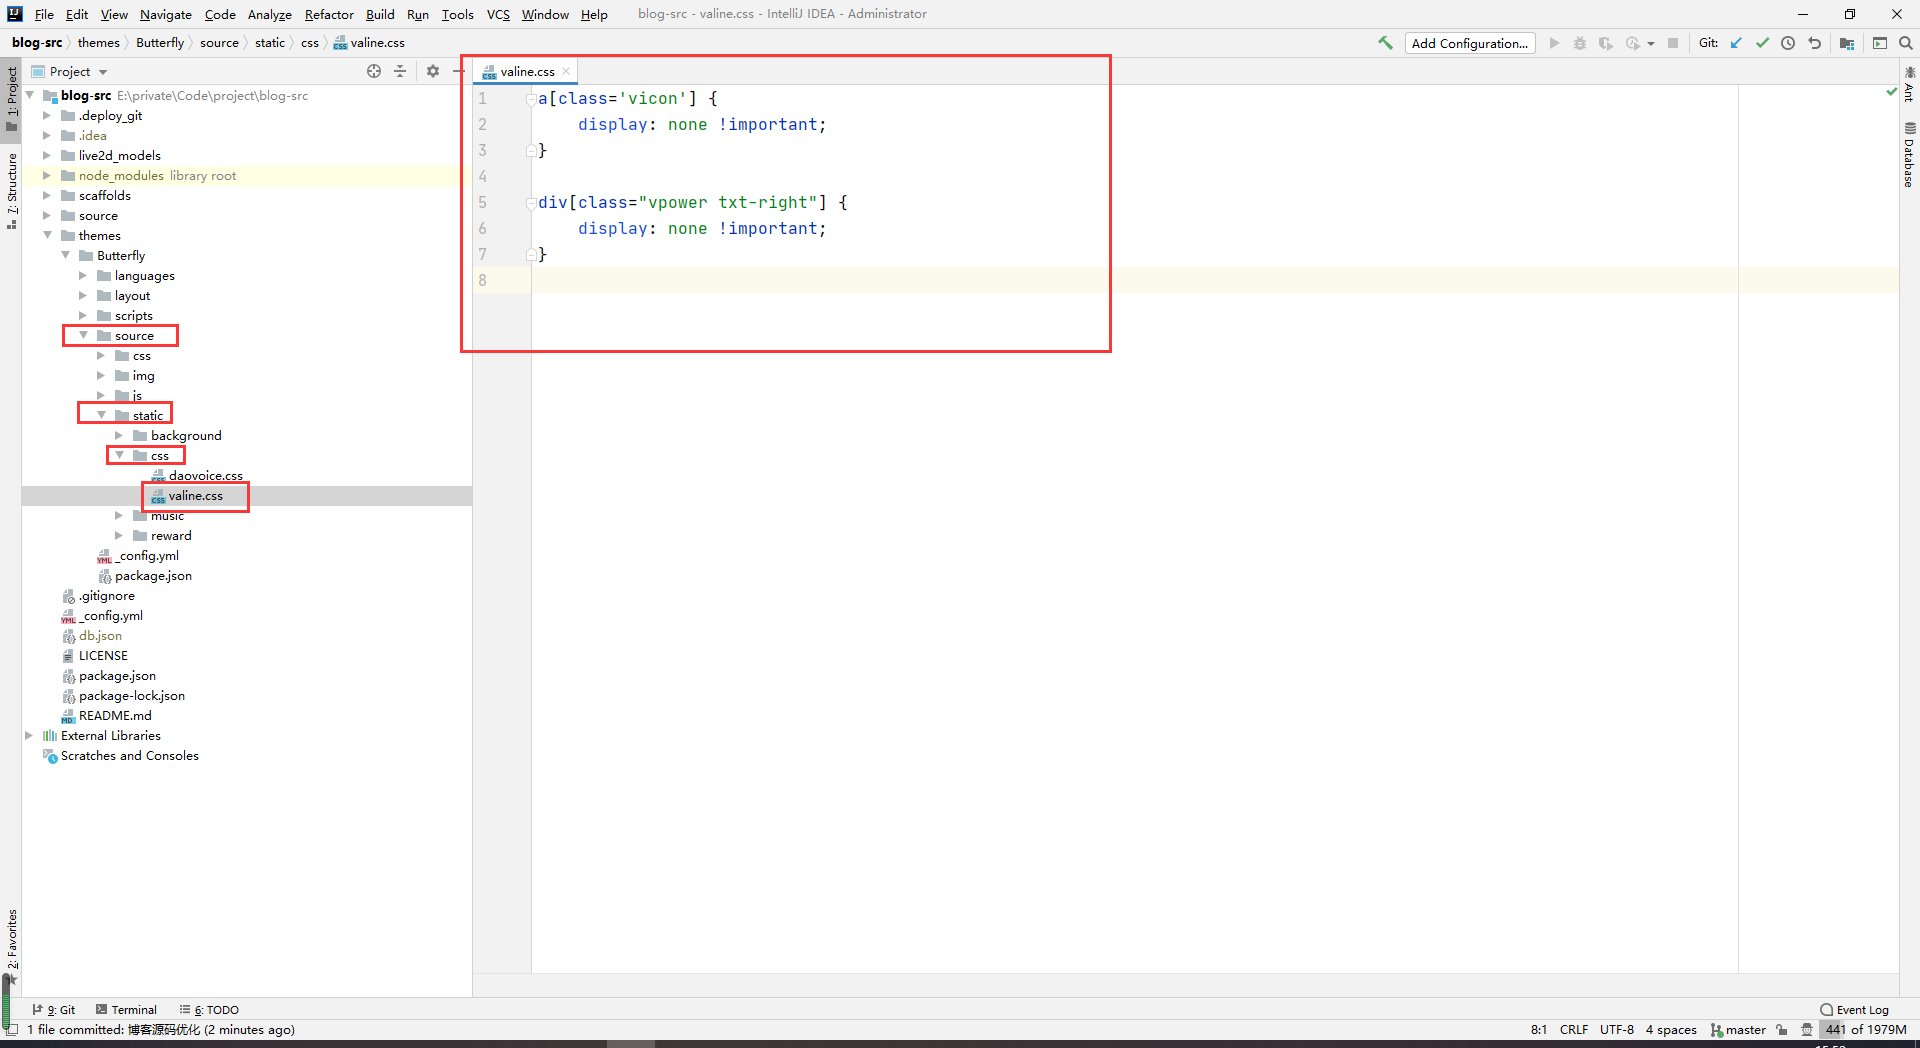 File Edit View Navigate Code Analyze Refactor Build Run Tools VCS Window Help blog-src - valine.css - IntelliJ IDEA - Administrator
blog-src themes Butterfly source static css valine.css Add Configuration... Git:
Project
valine.css
1: Project
7: Structure
2: Favorites
blog-src E:\private\Code\project\blog-src
.deploy_git
.idea
live2d_models
node_modules library root
scaffolds
source
themes
Butterfly
languages
layout
scripts
source
css
img
js
static
background
css
daovoice.css
valine.css
music
reward
_config.yml
package.json
.gitignore
_config.yml
db.json
LICENSE
package.json
package-lock.json
README.md
External Libraries
Scratches and Consoles
1 a[class='vicon'] {
2 display: none !important;
3 }
4
5 div[class="vpower txt-right"] {
6 display: none !important;
7 }
8
Ant
Database
9: Git Terminal 6: TODO Event Log
1 file committed: 博客源码优化 (2 minutes ago) 8:1 CRLF UTF-8 4 spaces master 441 of 1979M